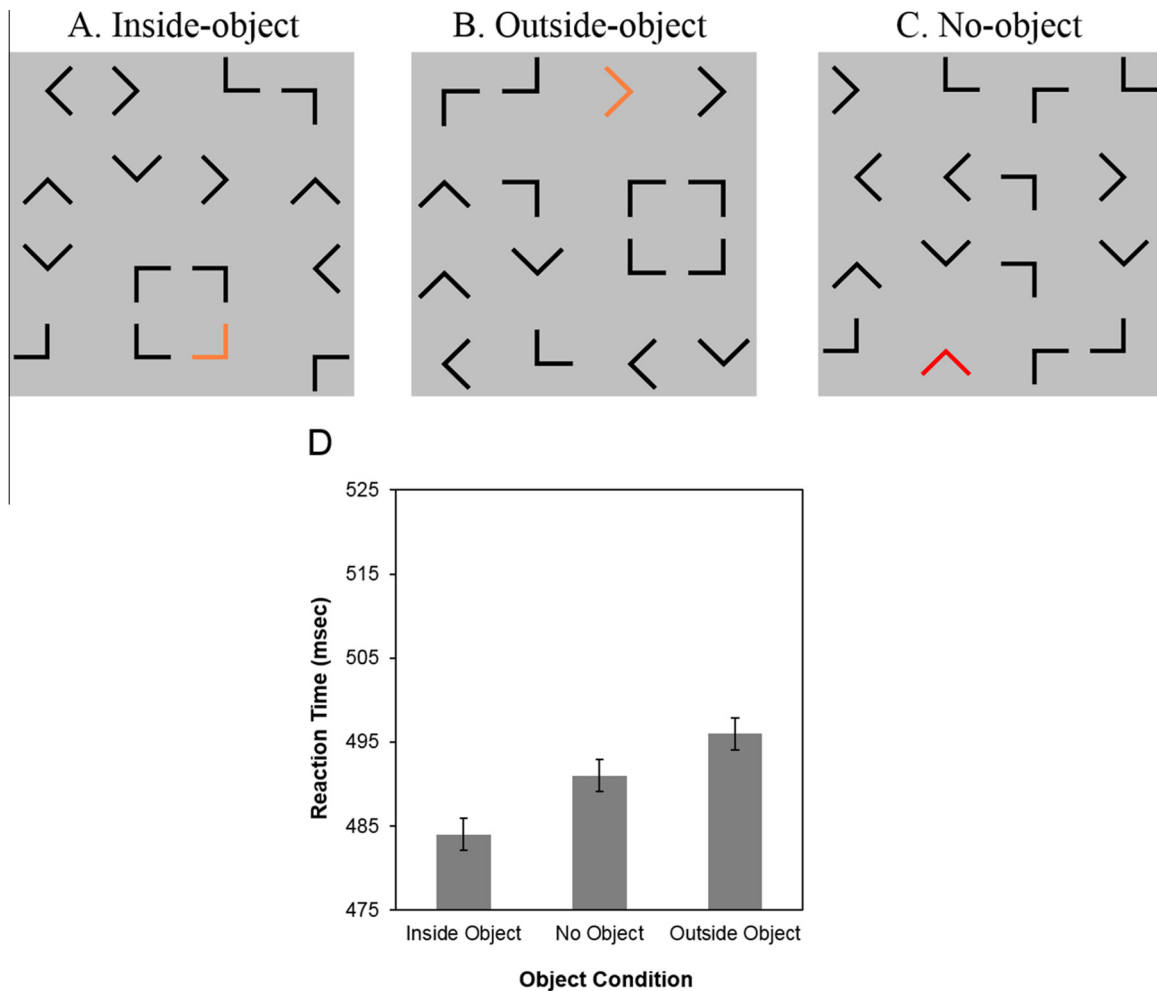 A. Inside-object
B. Outside-object
C. No-object
D
525
515
505
495
485
475
Reaction Time (msec)
Inside Object
No Object
Outside Object
Object Condition